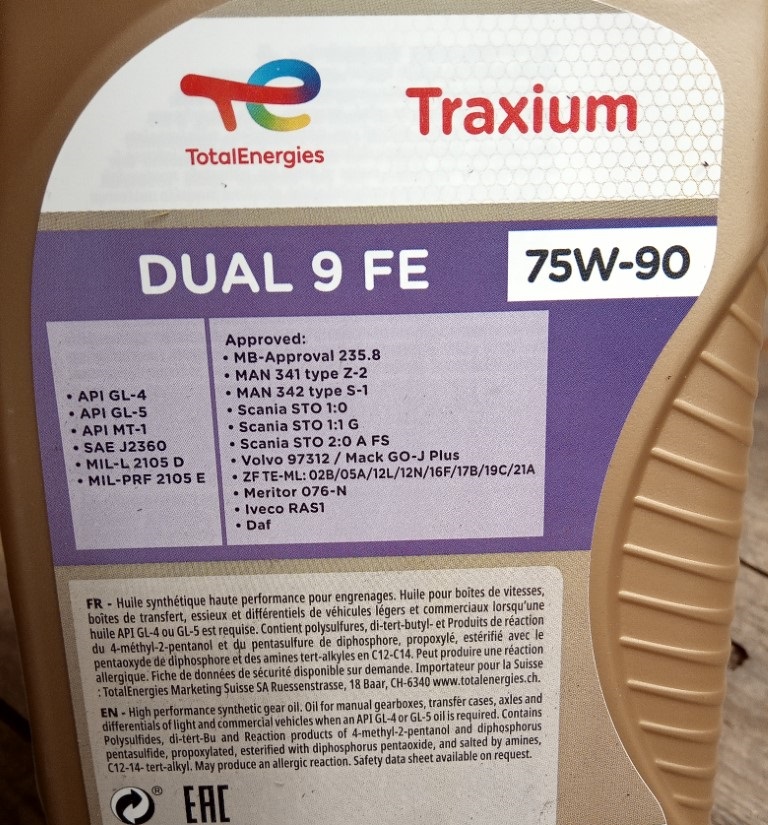 TotalEnergies
Traxium
DUAL 9 FE
75W-90
• API GL-4
• API GL-5
• API MT-1
• SAE J2360
• MIL-L 2105 D
• MIL-PRF 2105 E
Approved:
• MB-Approval 235.8
• MAN 341 type Z-2
• MAN 342 type S-1
• Scania STO 1:0
• Scania STO 1:1 G
• Scania STO 2:0 A FS
• Volvo 97312 / Mack GO-J Plus
• ZF TE-ML: 02B/05A/12L/12N/16F/17B/19C/21A
• Meritor 076-N
• Iveco RAS1
• Daf
FR - Huile synthétique haute performance pour engrenages. Huile pour boîtes de vitesses,
boîtes de transfert, essieux et différentiels de véhicules légers et commerciaux lorsqu'une
huile API GL-4 ou GL-5 est requise. Contient polysulfures, di-tert-butyl- et Produits de réaction
du 4-méthyl-2-pentanol et du pentasulfure de diphosphore, propoxylé, estérifié avec le
pentaoxyde de diphosphore et des amines tert-alkyles en C12-C14. Peut produire une réaction
allergique. Fiche de données de sécurité disponible sur demande. Importateur pour la Suisse
: TotalEnergies Marketing Suisse SA Ruessenstrasse, 18 Baar, CH-6340 www.totalenergies.ch.
EN - High performance synthetic gear oil. Oil for manual gearboxes, transfer cases, axles and
differentials of light and commercial vehicles when an API GL-4 or GL-5 oil is required. Contains
Polysulfides, di-tert-Bu and Reaction products of 4-methyl-2-pentanol and diphosphorus
pentasulfide, propoxylated, esterified with diphosphorus pentaoxide, and salted by amines,
C12-14- tert-alkyl. May produce an allergic reaction. Safety data sheet available on request.
® EAC